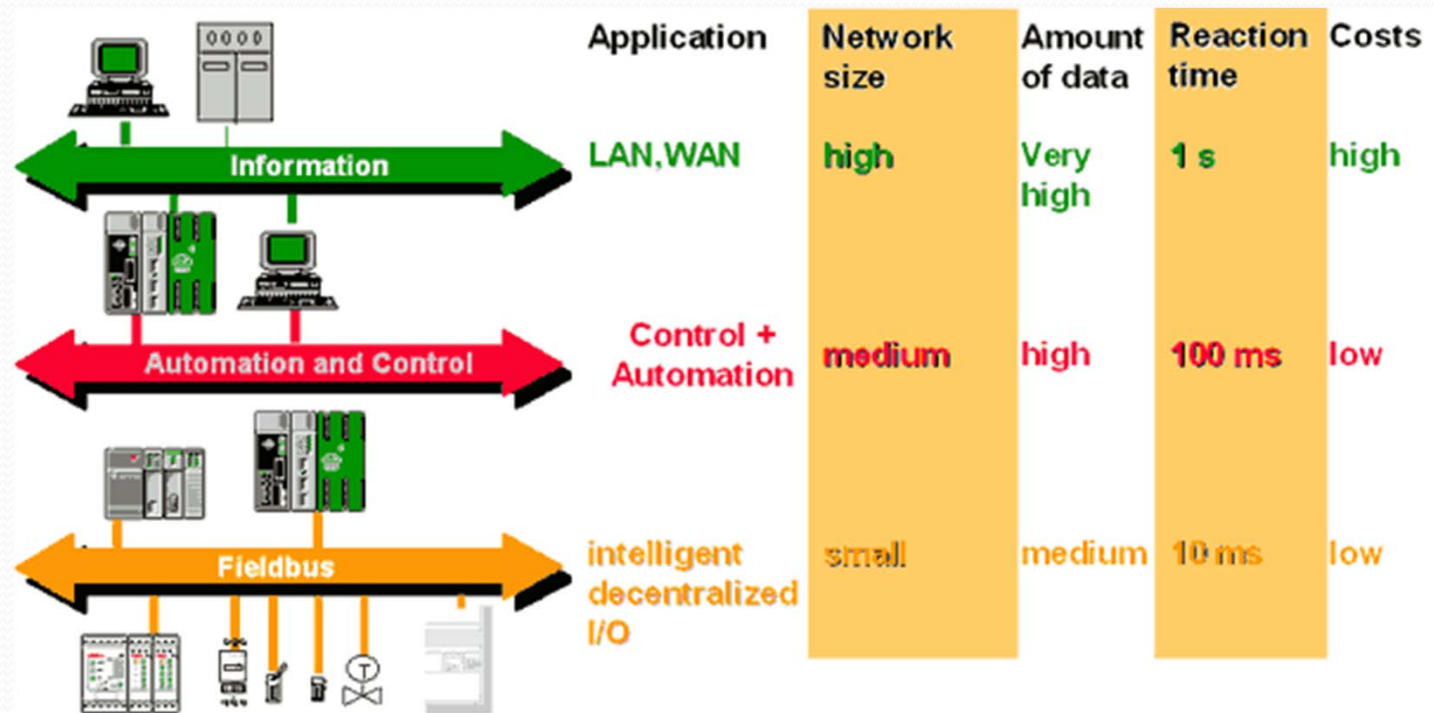 Application Network size Amount of data Reaction time Costs
Information LAN,WAN high Very high 1 s high
Automation and Control Control + Automation medium high 100 ms low
Fieldbus intelligent decentralized I/O small medium 10 ms low
T